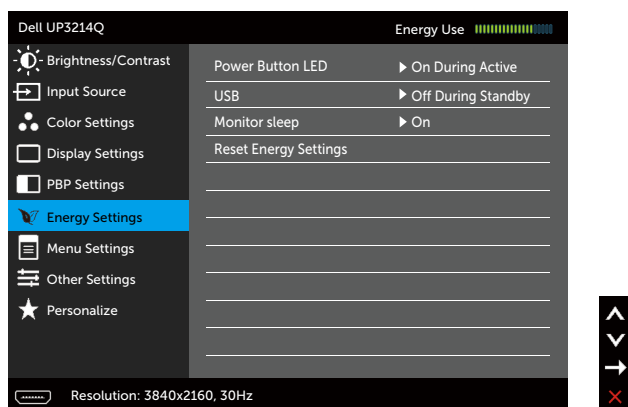 Dell UP3214Q Energy Use
Brightness/Contrast
Input Source
Color Settings
Display Settings
PBP Settings
Energy Settings
Menu Settings
Other Settings
Personalize
Power Button LED On During Active
USB Off During Standby
Monitor sleep On
Reset Energy Settings
Resolution: 3840x2160, 30Hz